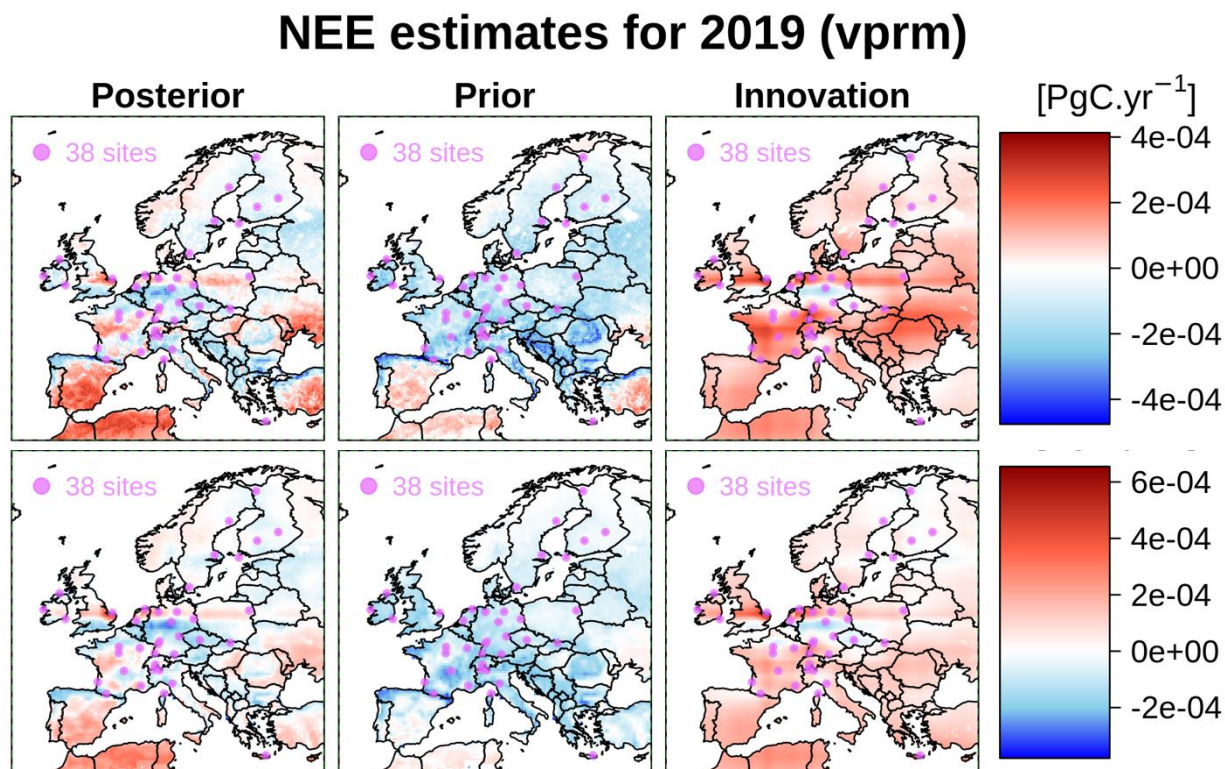 NEE estimates for 2019 (vprm)
Posterior Prior Innovation [PgC.yr⁻¹]
38 sites 38 sites 38 sites
4e-04
2e-04
0e+00
-2e-04
-4e-04
38 sites 38 sites 38 sites
6e-04
4e-04
2e-04
0e+00
-2e-04